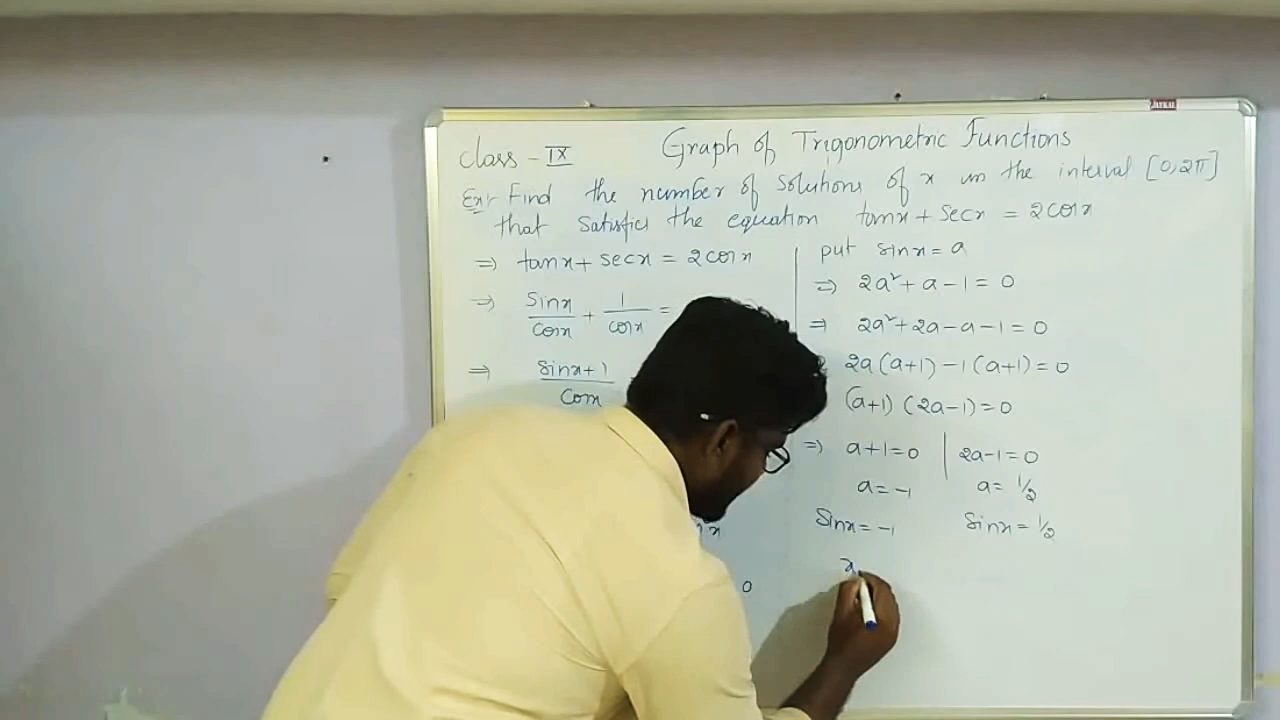 JAYKAL
Class - IX Graph of Trigonometric Functions
Ex:- Find the number of solutions of x in the interval [0, 2π]
that satisfies the equation tanx + secx = 2cosx
⇒ tanx + secx = 2cosx
⇒ sinx/cosx + 1/cosx =
⇒ sinx+1/cosx
x
0
put sinx = a
⇒ 2a² + a - 1 = 0
⇒ 2a² + 2a - a - 1 = 0
2a (a+1) - 1 (a+1) = 0
(a+1) (2a-1) = 0
⇒ a+1 = 0 | 2a-1 = 0
a = -1 a = 1/2
Sinx = -1 Sinx = 1/2
x